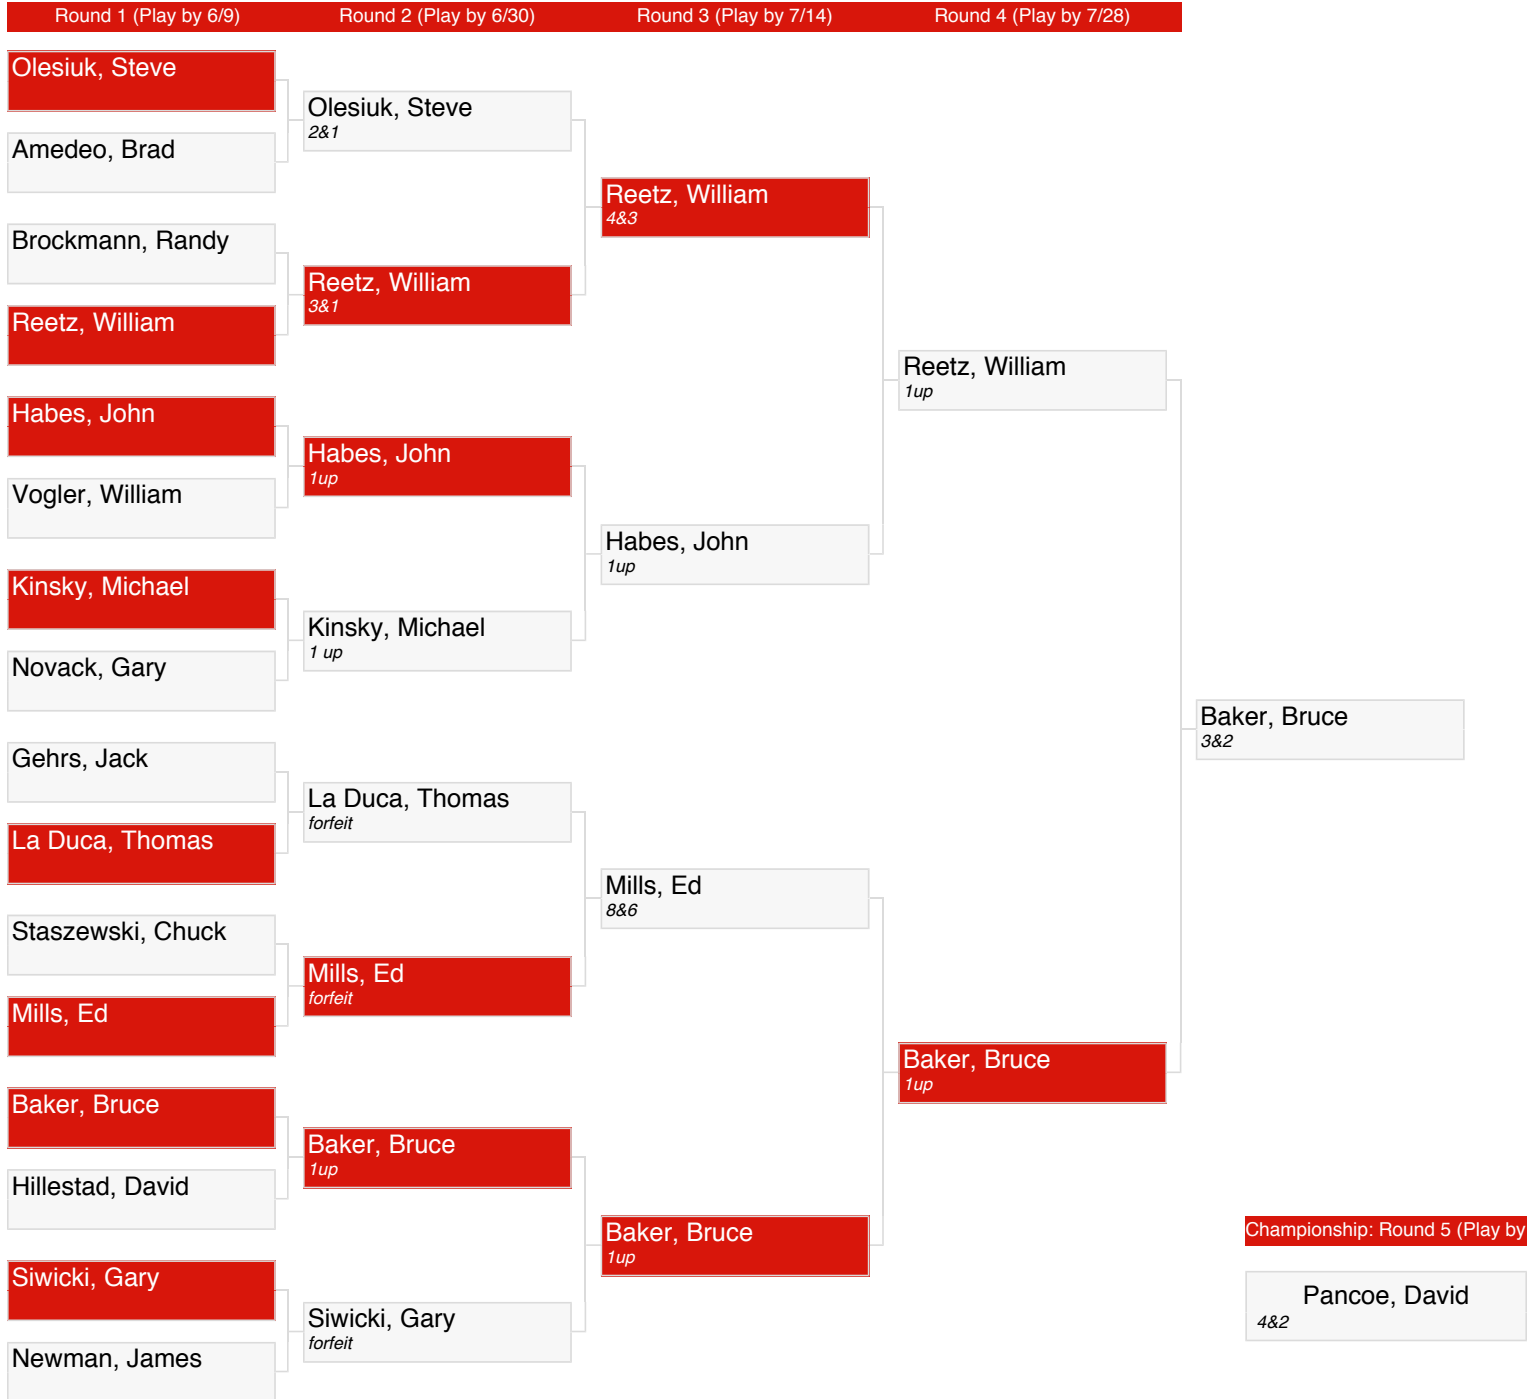 Round 1 (Play by 6/9)
Round 2 (Play by 6/30)
Round 3 (Play by 7/14)
Round 4 (Play by 7/28)
Olesiuk, Steve
Amedeo, Brad
Brockmann, Randy
Reetz, William
Habes, John
Vogler, William
Kinsky, Michael
Novack, Gary
Gehrs, Jack
La Duca, Thomas
Staszewski, Chuck
Mills, Ed
Baker, Bruce
Hillestad, David
Siwicki, Gary
Newman, James
Olesiuk, Steve
2&1
Reetz, William
3&1
Habes, John
1up
Kinsky, Michael
1 up
La Duca, Thomas
forfeit
Mills, Ed
forfeit
Baker, Bruce
1up
Siwicki, Gary
forfeit
Reetz, William
4&3
Habes, John
1up
Mills, Ed
8&6
Baker, Bruce
1up
Reetz, William
1up
Baker, Bruce
1up
Baker, Bruce
3&2
Championship: Round 5 (Play by
Pancoe, David
4&2